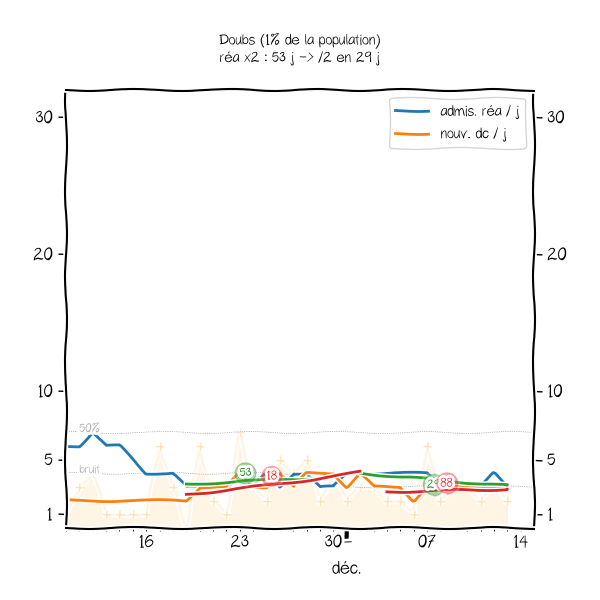 Doubs (1% de la population)
réa x2 : 53 j -> /2 en 29 j
admis. réa / j
nouv. dc / j
30 30
20 20
10 10
50%
5 5
bruit
53 18 88
1 1
16 23 30 07 14
déc.